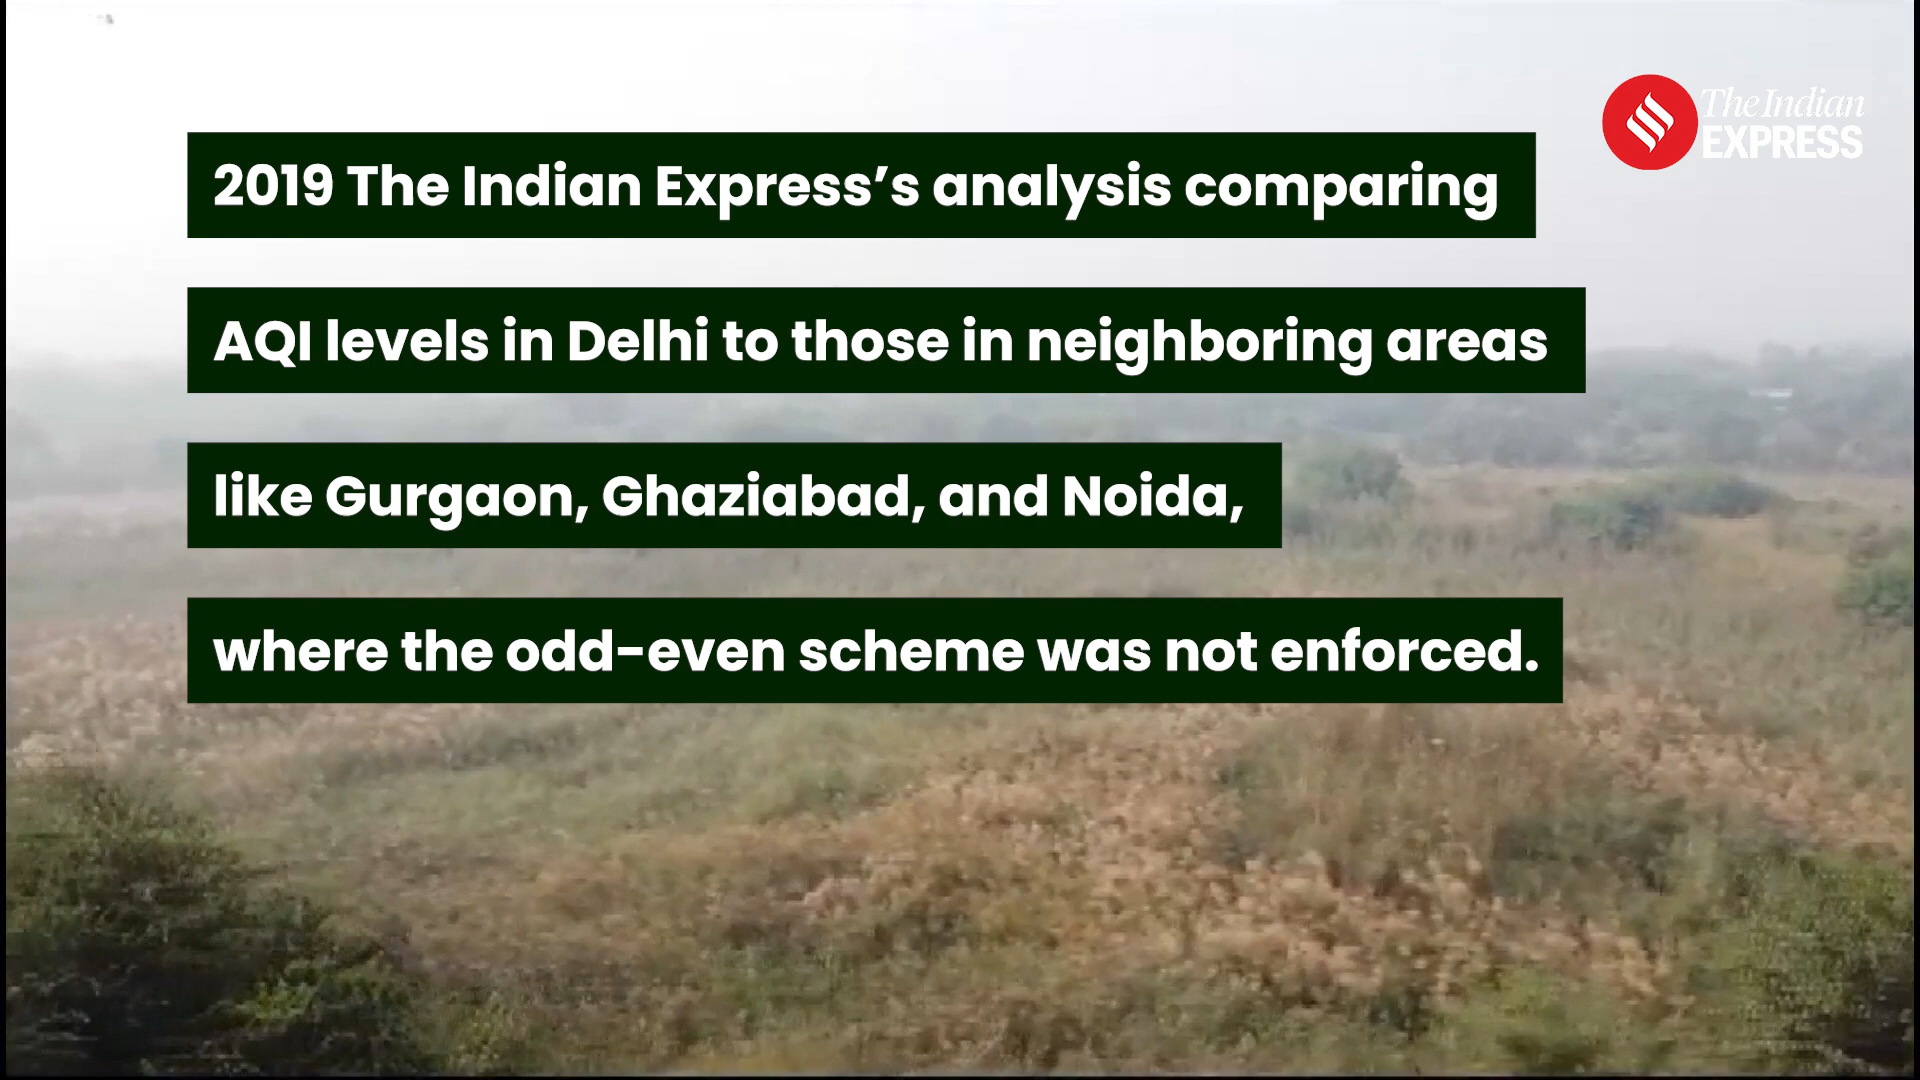 The Indian
EXPRESS
2019 The Indian Express’s analysis comparing
AQI levels in Delhi to those in neighboring areas
like Gurgaon, Ghaziabad, and Noida,
where the odd-even scheme was not enforced.